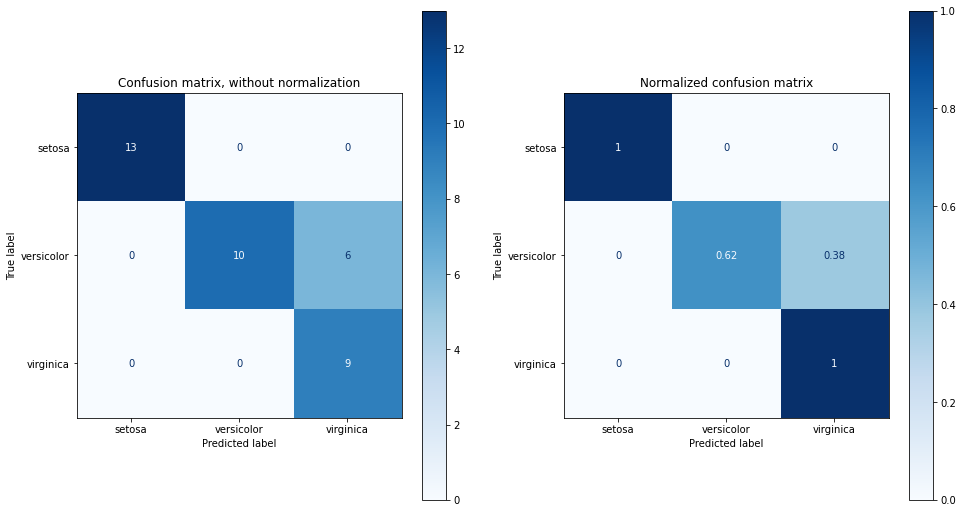 Confusion matrix, without normalization
True label
setosa
13
0
0
versicolor
0
10
6
virginica
0
0
9
setosa
versicolor
virginica
Predicted label
12
10
8
6
4
2
0
Normalized confusion matrix
True label
setosa
1
0
0
versicolor
0
0.62
0.38
virginica
0
0
1
setosa
versicolor
virginica
Predicted label
1.0
0.8
0.6
0.4
0.2
0.0